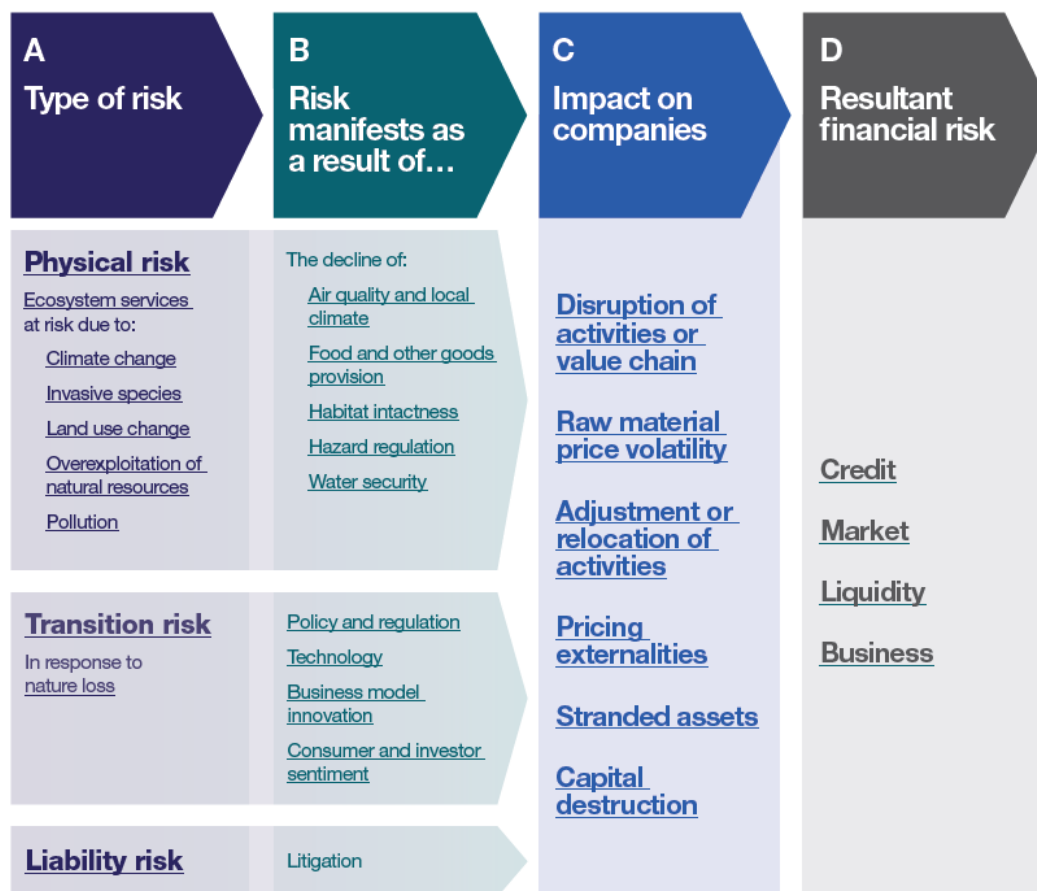 A
Type of risk
B
Risk
manifests as
a result of…
C
Impact on
companies
D
Resultant
financial risk
Physical risk
Ecosystem services
at risk due to:
Climate change
Invasive species
Land use change
Overexploitation of
natural resources
Pollution
The decline of:
Air quality and local
climate
Food and other goods
provision
Habitat intactness
Hazard regulation
Water security
Transition risk
In response to
nature loss
Policy and regulation
Technology
Business model
innovation
Consumer and investor
sentiment
Liability risk
Litigation
Disruption of
activities or
value chain
Raw material
price volatility
Adjustment or
relocation of
activities
Pricing
externalities
Stranded assets
Capital
destruction
Credit
Market
Liquidity
Business